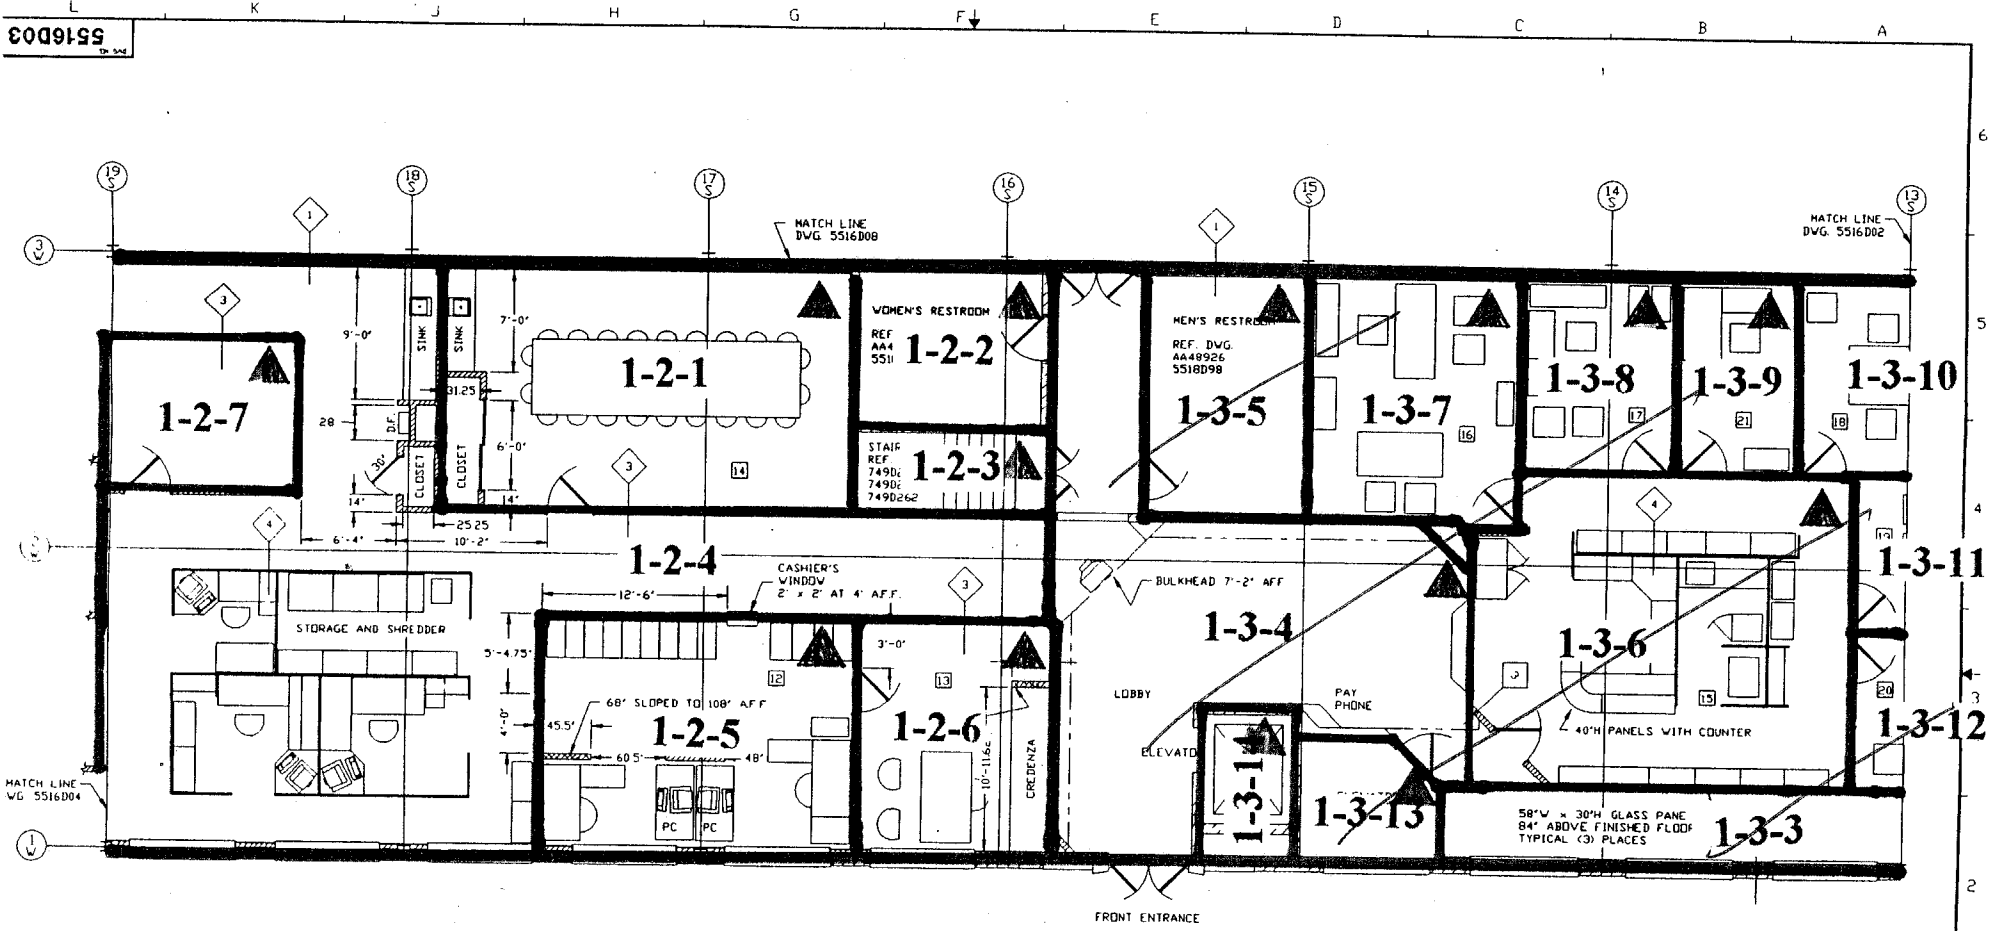 L K J H G F E D C B A
5516D03
6
19 S
18 S
17 S
16 S
15 S
14 S
13 S
1
1
MATCH LINE
DWG. 5516D08
MATCH LINE
DWG. 5516D02
3 W
3
5
9'-0"
SINK
SINK
7'-0"
WOMEN'S RESTROOM
REF
1-2-2
MEN'S RESTROOM
REF. DWG.
AA48926
5518D98
1-2-1
1-2-7
1-3-5
1-3-7
1-3-8
1-3-9
1-3-10
31.25
28
D.F.
16
17
21
18
30"
CLOSET
CLOSET
6'-0"
3
14
STAIR
REF
749D262
1-2-3
14"
14"
4
4
4
25.25
6'-4"
10'-2"
1-2-4
CASHIER'S
WINDOW
2' x 2' AT 4' A.F.F.
3
BULKHEAD 7'-2" AFF
19
1-3-11
12'-6"
STORAGE AND SHREDDER
5'-4.75"
3'-0"
1-3-4
1-3-6
12
13
LOBBY
PAY
PHONE
15
20
3
68" SLOPED TO 108" A.F.F
4'-0"
45.5"
1-2-5
1-2-6
1-3-12
40"H PANELS WITH COUNTER
60.5"
48"
10'-11.62"
CREDENZA
1-3-13
MATCH LINE
WG 5516D04
PC
PC
58"W x 30"H GLASS PANE
84" ABOVE FINISHED FLOOR
TYPICAL (3) PLACES
1-3-3
1 W
2
FRONT ENTRANCE